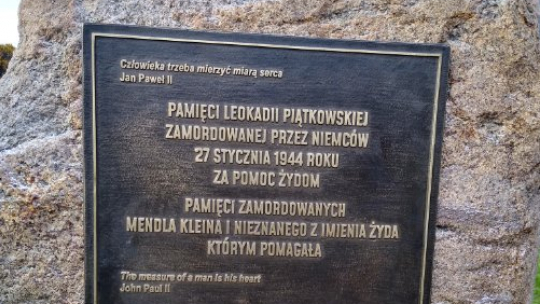 Człowieka trzeba mierzyć miarą serca
Jan Paweł II
PAMIĘCI LEOKADII PIĄTKOWSKIEJ
ZAMORDOWANEJ PRZEZ NIEMCÓW
27 STYCZNIA 1944 ROKU
ZA POMOC ŻYDOM
PAMIĘCI ZAMORDOWANYCH
MENDLA KLEINA I NIEZNANEGO Z IMIENIA ŻYDA
KTÓRYM POMAGAŁA
The measure of a man is his heart
John Paul II